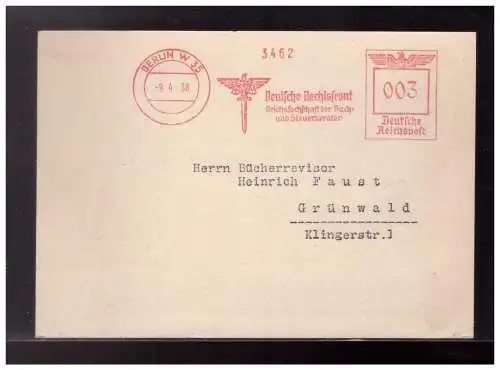 BERLIN W 35
-9.4.38
3462
Deutsche Rechtsfront
Reichsfachschaft der Buch-
und Steuerberater
003
Deutsche
Reichspost
Herrn Bücherrevisor
Heinrich Faust
Grünwald
Klingerstr.